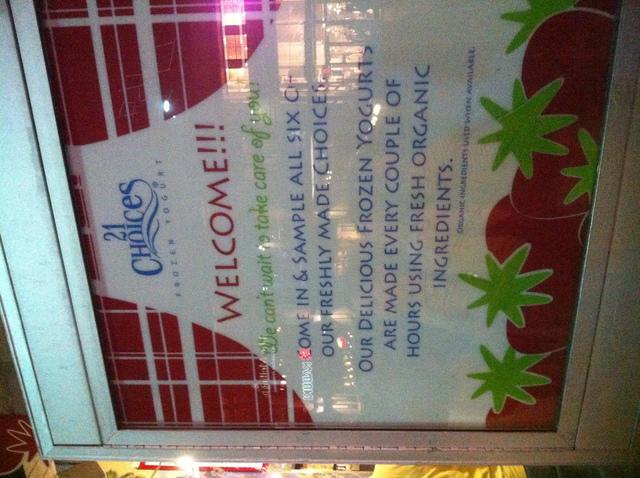 21
Choices
FROZEN YOGURT
WELCOME!!!
We can't wait to take care of you!
COME IN & SAMPLE ALL SIX OF
OUR FRESHLY MADE CHOICES.
OUR DELICIOUS FROZEN YOGURTS
ARE MADE EVERY COUPLE OF
HOURS USING FRESH ORGANIC
INGREDIENTS.
ORGANIC INGREDIENTS USED WHEN AVAILABLE.